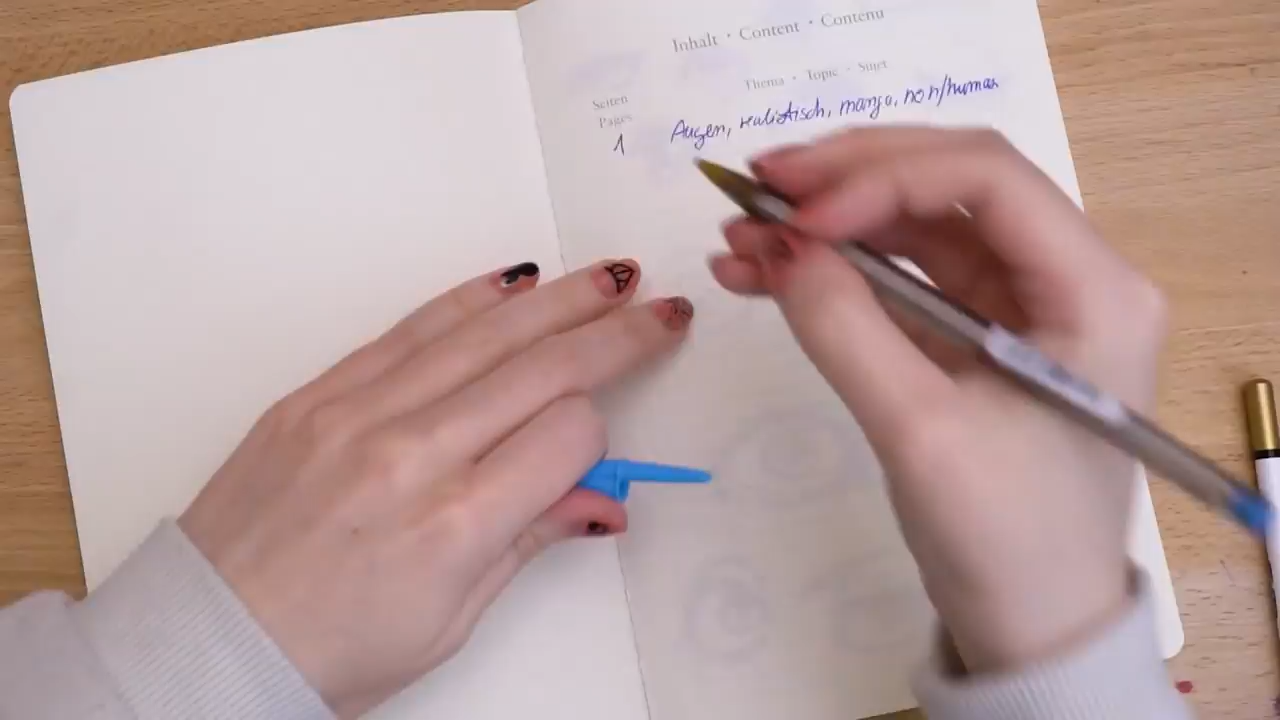 Inhalt • Content • Contenu
Thema • Topic • Sujet
Seiten
Pages
1 Augen, realistisch, manga, non/human